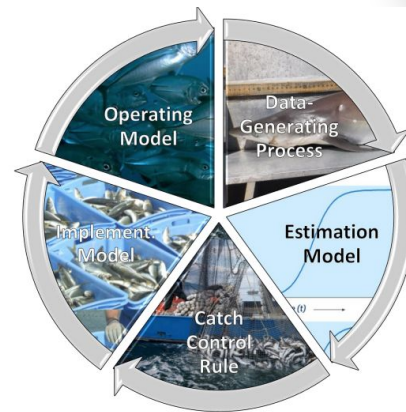 Operating
Model
Data-
Generating
Process
Estimation
Model
(t)
Catch
Control
Rule
Implement.
Model